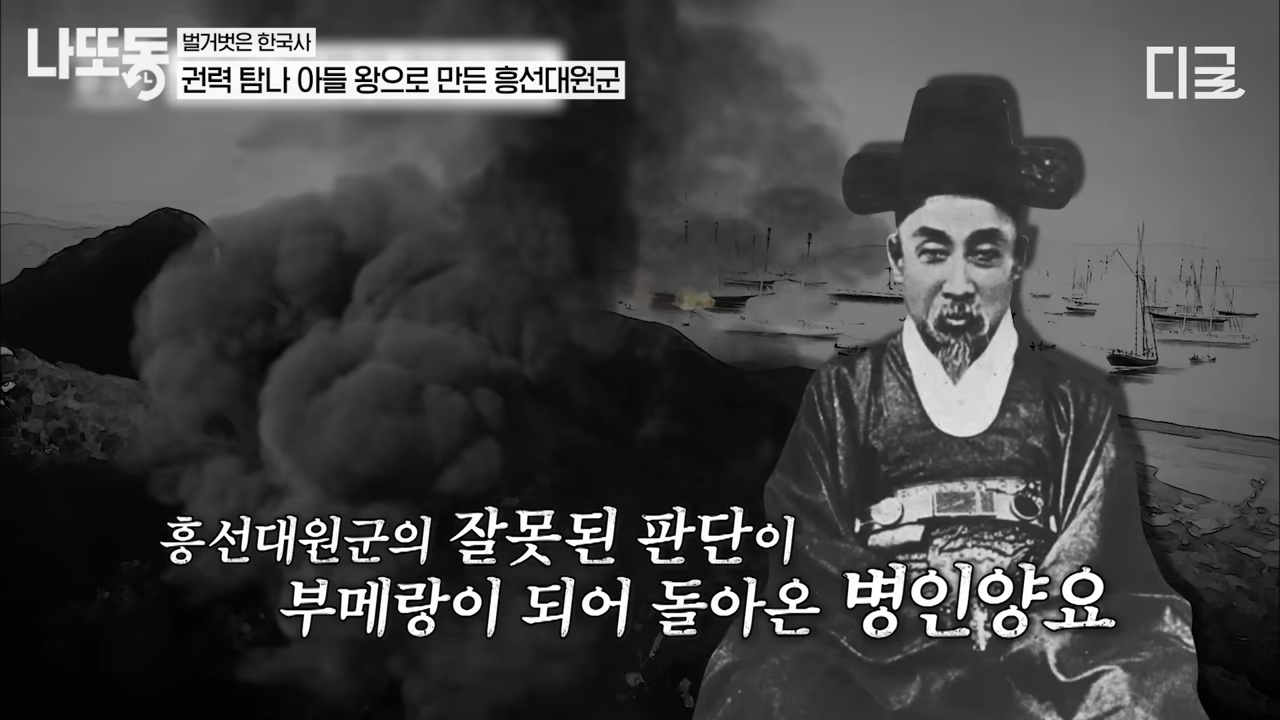 나또동
벌거벗은 한국사
권력 탐나 아들 왕으로 만든 흥선대원군
디글
흥선대원군의 잘못된 판단이
부메랑이 되어 돌아온 병인양요